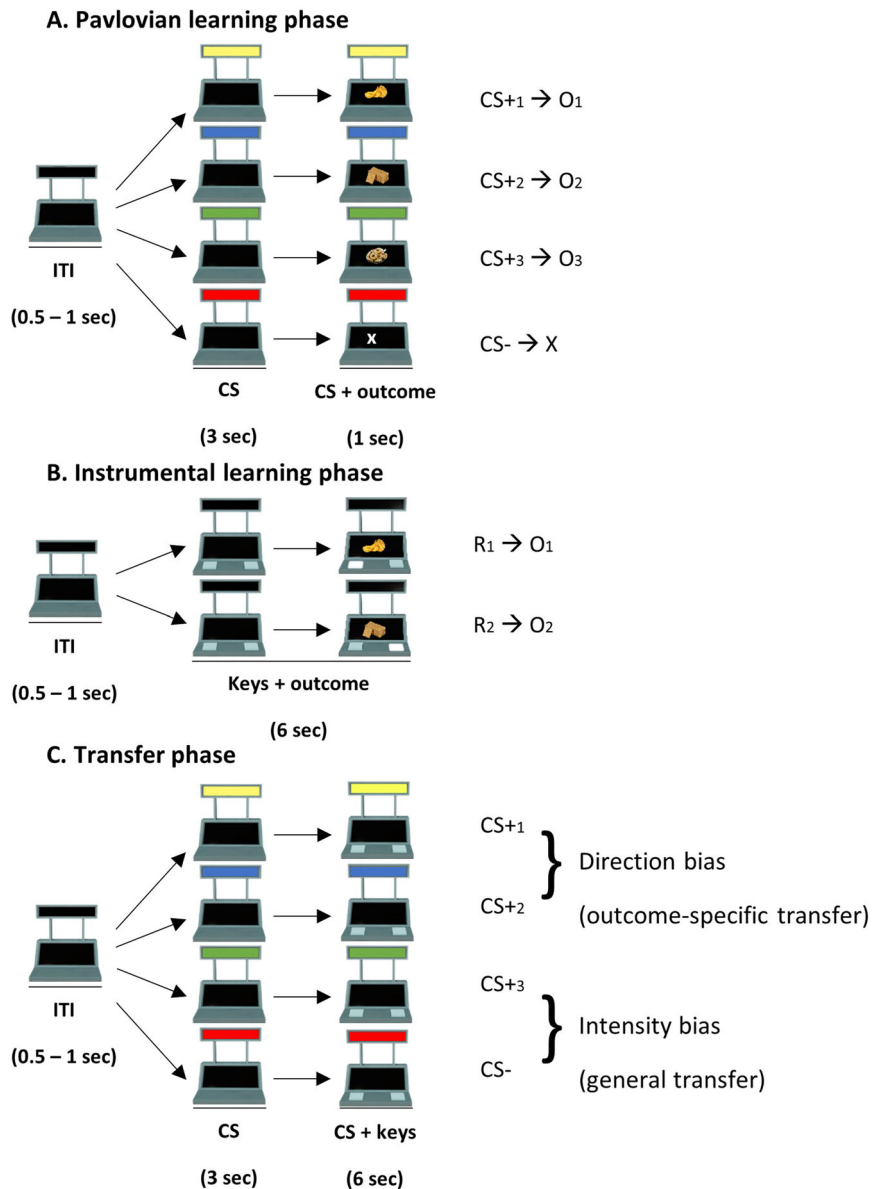 A. Pavlovian learning phase
CS+1 → O1
CS+2 → O2
CS+3 → O3
X
CS- → X
ITI
(0.5 – 1 sec)
CS
CS + outcome
(3 sec)
(1 sec)
B. Instrumental learning phase
R1 → O1
R2 → O2
ITI
(0.5 – 1 sec)
Keys + outcome
(6 sec)
C. Transfer phase
CS+1
} Direction bias
CS+2
(outcome-specific transfer)
CS+3
} Intensity bias
CS-
(general transfer)
ITI
(0.5 – 1 sec)
CS
CS + keys
(3 sec)
(6 sec)